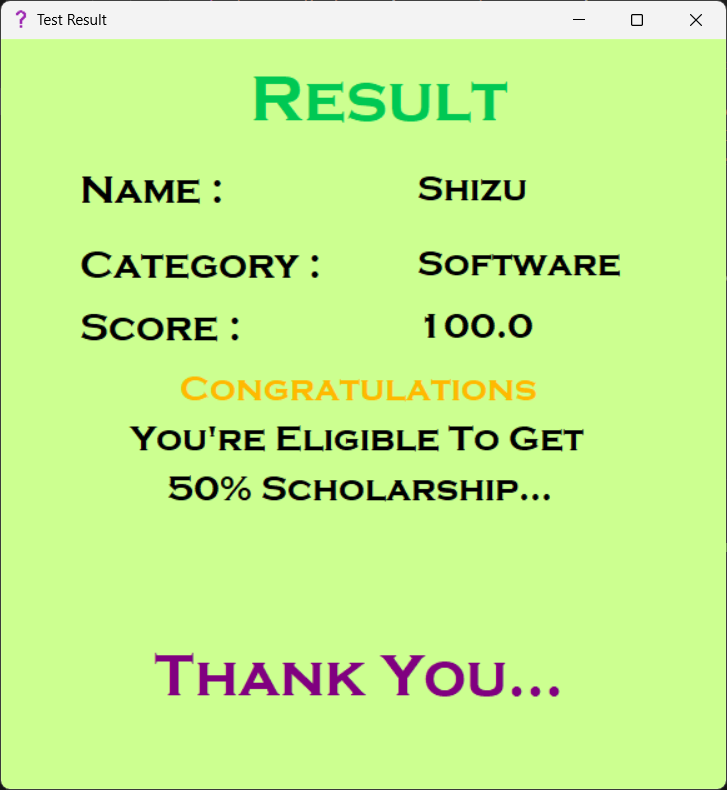 Test Result
Result
Name : Shizu
Category : Software
Score : 100.0
Congratulations
You're Eligible To Get
50% Scholarship...
Thank You...